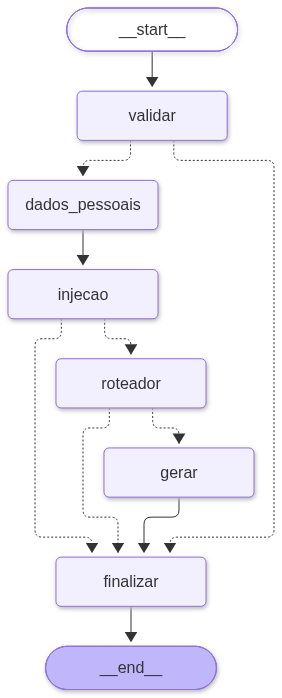 __start__
validar
dados_pessoais
injecao
roteador
gerar
finalizar
__end__